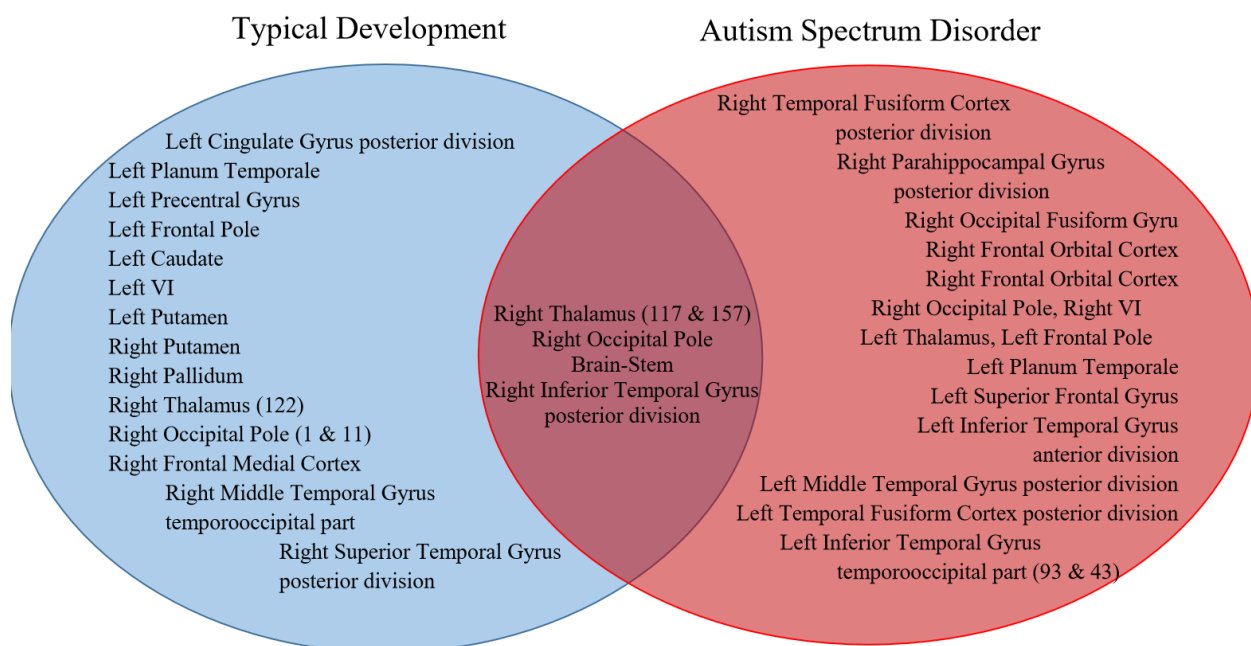 Typical Development
Autism Spectrum Disorder
Left Cingulate Gyrus posterior division
Left Planum Temporale
Left Precentral Gyrus
Left Frontal Pole
Left Caudate
Left VI
Left Putamen
Right Putamen
Right Pallidum
Right Thalamus (122)
Right Occipital Pole (1 & 11)
Right Frontal Medial Cortex
Right Middle Temporal Gyrus
temporooccipital part
Right Superior Temporal Gyrus
posterior division
Right Thalamus (117 & 157)
Right Occipital Pole
Brain-Stem
Right Inferior Temporal Gyrus
posterior division
Right Temporal Fusiform Cortex
posterior division
Right Parahippocampal Gyrus
posterior division
Right Occipital Fusiform Gyru
Right Frontal Orbital Cortex
Right Frontal Orbital Cortex
Right Occipital Pole, Right VI
Left Thalamus, Left Frontal Pole
Left Planum Temporale
Left Superior Frontal Gyrus
Left Inferior Temporal Gyrus
anterior division
Left Middle Temporal Gyrus posterior division
Left Temporal Fusiform Cortex posterior division
Left Inferior Temporal Gyrus
temporooccipital part (93 & 43)